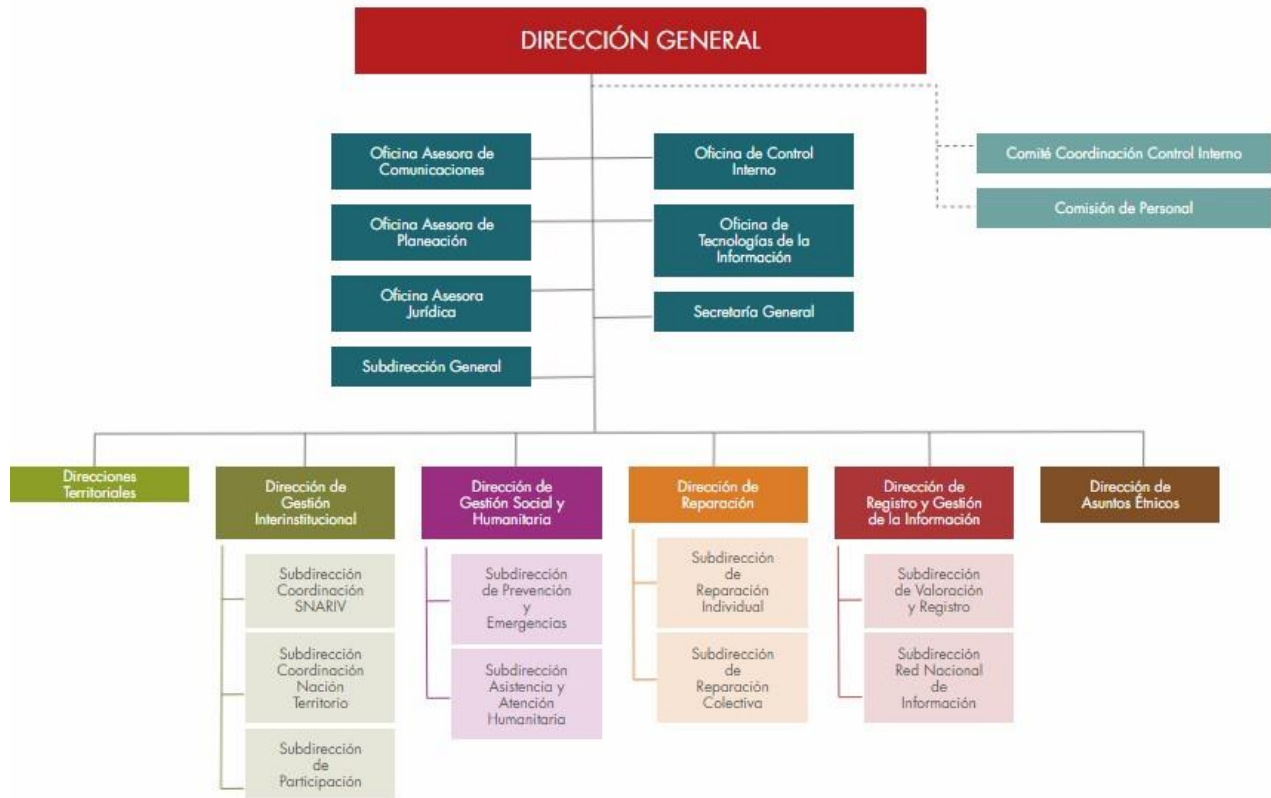 DIRECCIÓN GENERAL
Oficina Asesora de
Comunicaciones
Oficina de Control
Interno
Comité Coordinación Control Interno
Comisión de Personal
Oficina Asesora de
Planeación
Oficina de
Tecnologías de la
Información
Oficina Asesora
Jurídica
Secretaría General
Subdirección General
Direcciones
Territoriales
Dirección de
Gestión
Interinstitucional
Subdirección
Coordinación
SNARIV
Subdirección
Coordinación
Nación
Territorio
Subdirección
de
Participación
Dirección de
Gestión Social y
Humanitaria
Subdirección
de Prevención
y
Emergencias
Subdirección
Asistencia y
Atención
Humanitaria
Dirección de
Reparación
Subdirección
de
Reparación
Individual
Subdirección
de
Reparación
Colectiva
Dirección de
Registro y Gestión
de la Información
Subdirección
de Valoración
y Registro
Subdirección
Red Nacional
de
Información
Dirección de
Asuntos Étnicos